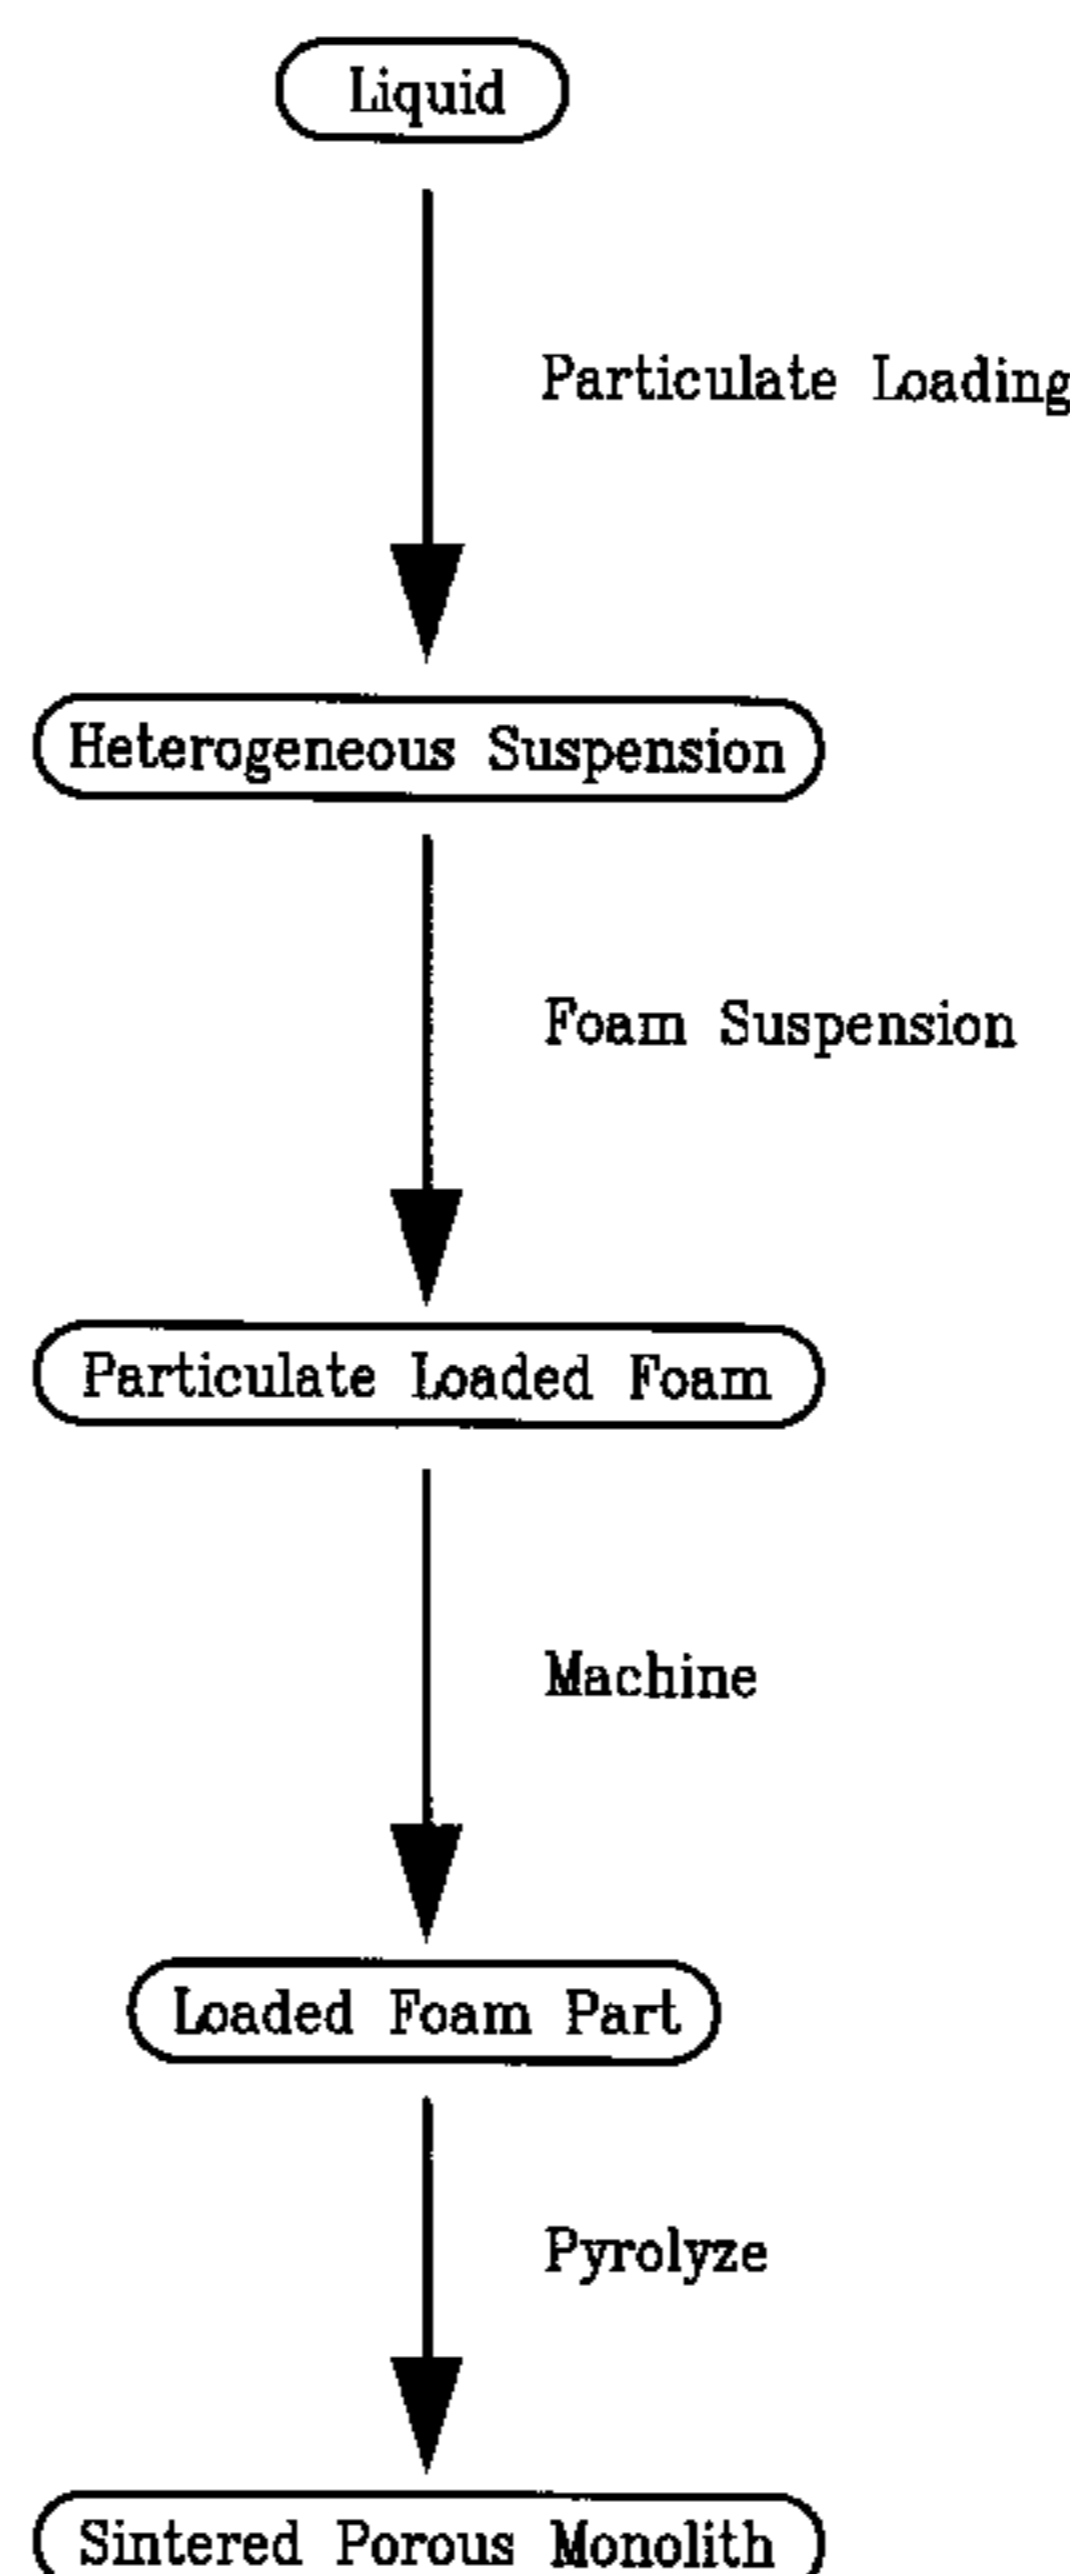 Liquid
Particulate Loading
Heterogeneous Suspension
Foam Suspension
Particulate Loaded Foam
Machine
Loaded Foam Part
Pyrolyze
Sintered Porous Monolith